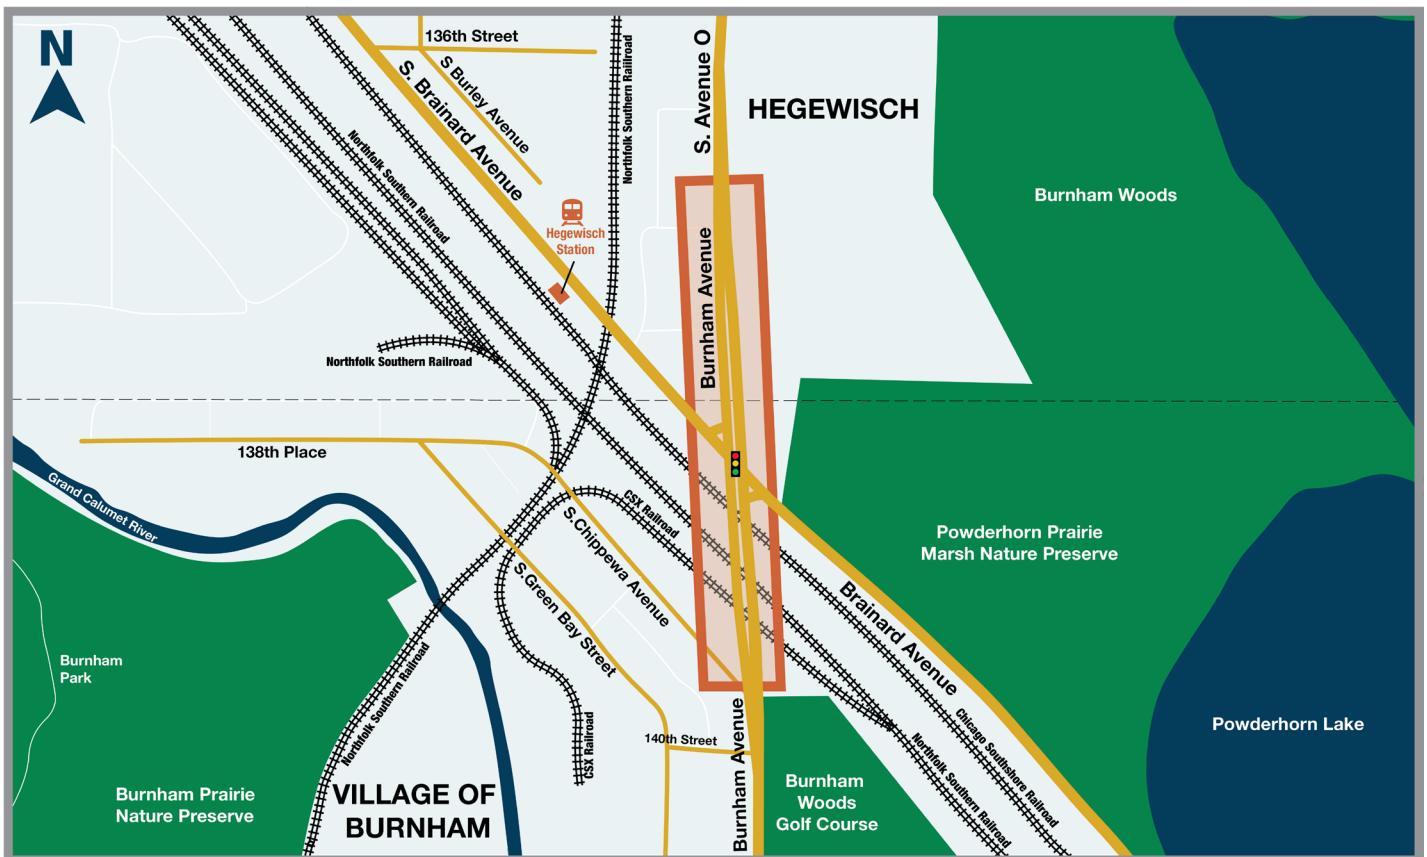 N
136th Street
S Burley Avenue
S. Brainard Avenue
Northfolk Southern Raiilroad
S. Avenue O
HEGEWISCH
Northfolk Southern Railroad
Burnham Woods
Hegewisch
Station
Burnham Avenue
Northfolk Southern Railroad
138th Place
Grand Calumet River
CSX Railroad
S.Chippewa Avenue
Powderhorn Prairie
Marsh Nature Preserve
S.Green Bay Street
Brainard Avenue
Burnham
Park
Northfolk Southern Railroad
CSX Railroad
140th Street
Burnham Avenue
Chicago Southshore Railroad
Northfolk Southern Railroad
Powderhorn Lake
Burnham Prairie
Nature Preserve
VILLAGE OF
BURNHAM
Burnham
Woods
Golf Course